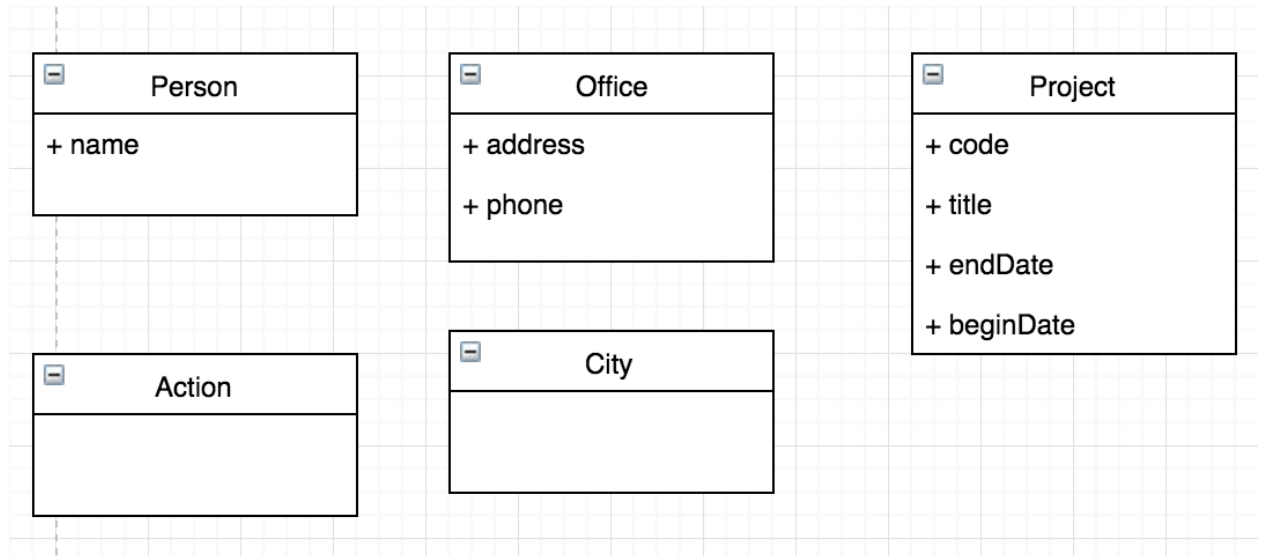 Person
+ name
Office
+ address
+ phone
Project
+ code
+ title
+ endDate
+ beginDate
Action
City